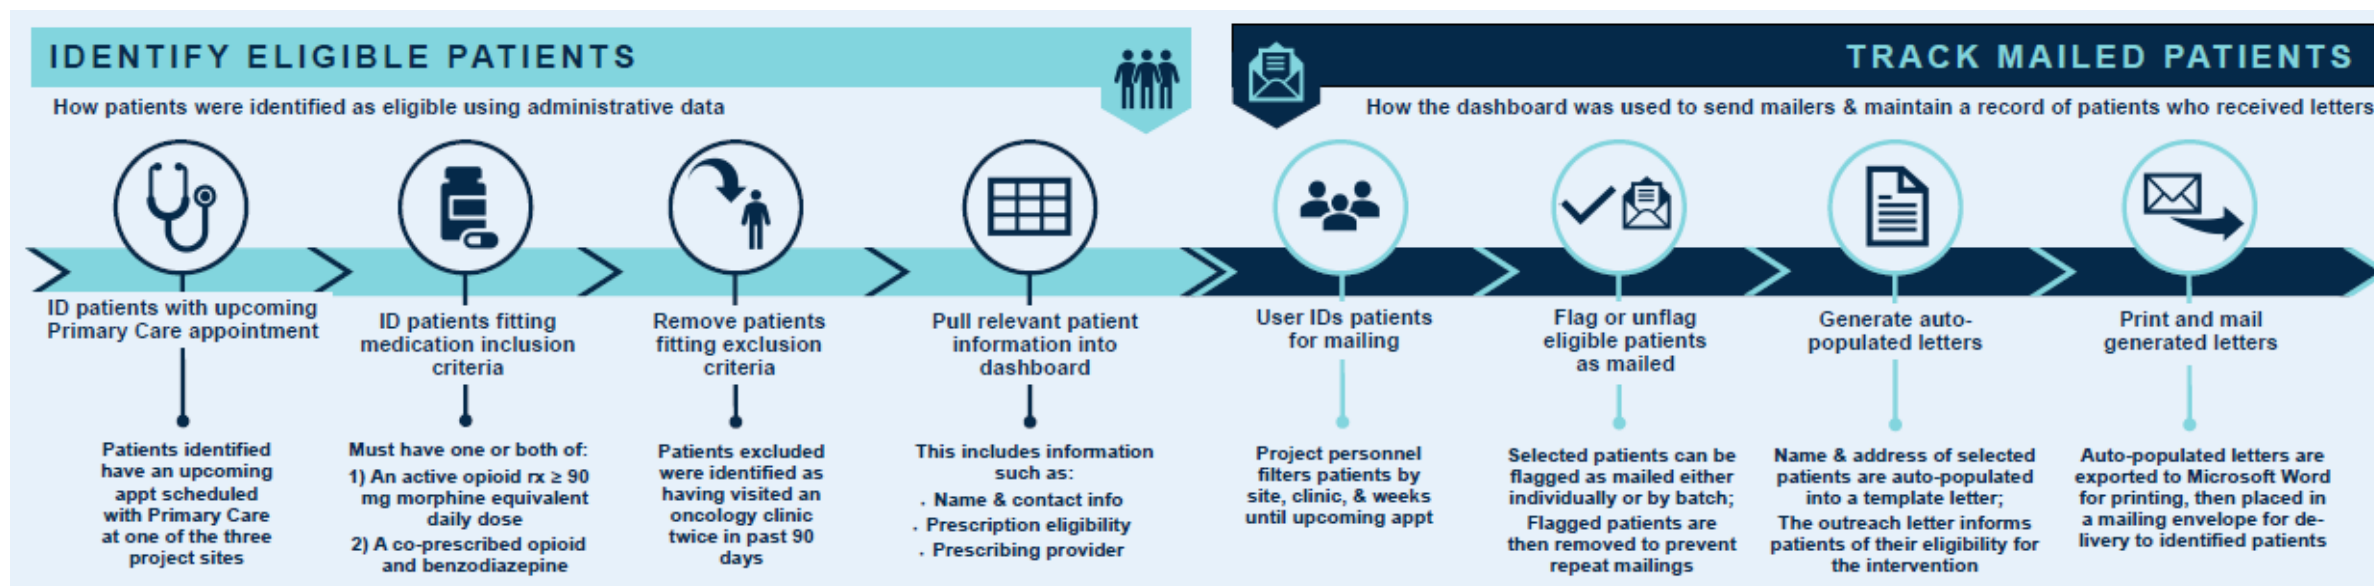 IDENTIFY ELIGIBLE PATIENTS
How patients were identified as eligible using administrative data
ID patients with upcoming
Primary Care appointment
Patients identified
have an upcoming
appt scheduled
with Primary Care
at one of the three
project sites
ID patients fitting
medication inclusion
criteria
Must have one or both of:
1) An active opioid rx ≥ 90
mg morphine equivalent
daily dose
2) A co-prescribed opioid
and benzodiazepine
Remove patients
fitting exclusion
criteria
Patients excluded
were identified as
having visited an
oncology clinic
twice in past 90
days
Pull relevant patient
information into
dashboard
This includes information
such as:
. Name & contact info
. Prescription eligibility
. Prescribing provider
TRACK MAILED PATIENTS
How the dashboard was used to send mailers & maintain a record of patients who received letters
User IDs patients
for mailing
Project personnel
filters patients by
site, clinic, & weeks
until upcoming appt
Flag or unflag
eligible patients
as mailed
Selected patients can be
flagged as mailed either
individually or by batch;
Flagged patients are
then removed to prevent
repeat mailings
Generate auto-
populated letters
Name & address of selected
patients are auto-populated
into a template letter;
The outreach letter informs
patients of their eligibility for
the intervention
Print and mail
generated letters
Auto-populated letters are
exported to Microsoft Word
for printing, then placed in
a mailing envelope for de-
livery to identified patients